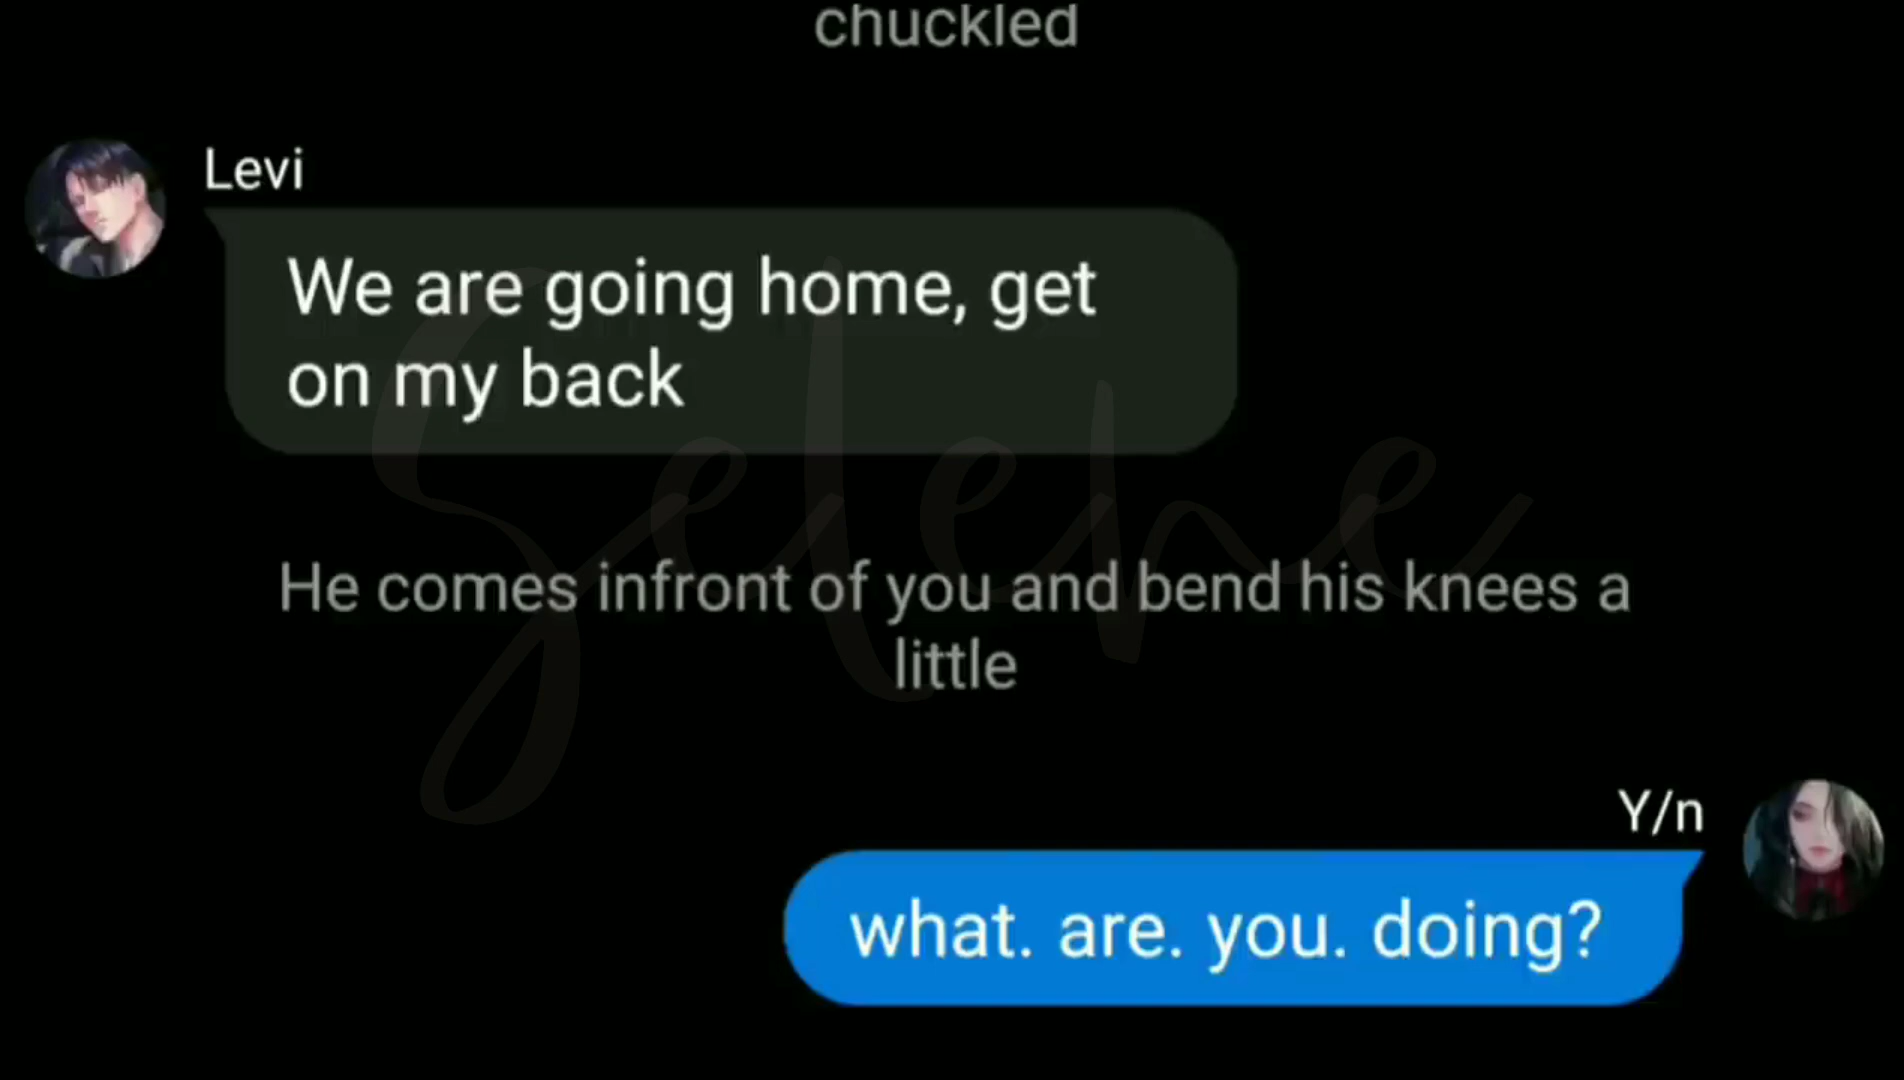 chuckled
Levi
We are going home, get
on my back
Selene
He comes infront of you and bend his knees a
little
Y/n
what. are. you. doing?